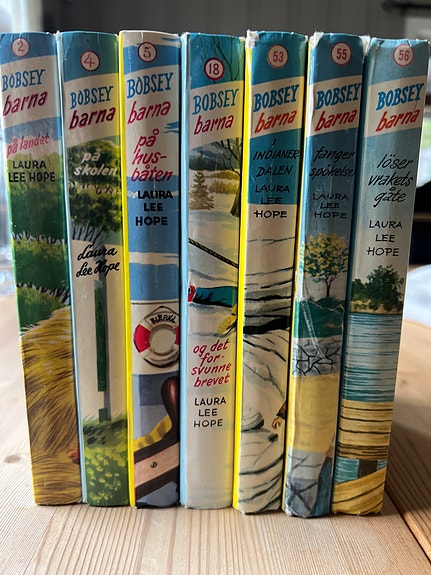 2
BOBSEY
barna
på landet
LAURA
LEE HOPE
4
BOBSEY
barna
på
skolen
Laura
Lee Hope
5
BOBSEY
barna
på
hus-
båten
LAURA
LEE
HOPE
18
BOBSEY
barna
og det
for-
svunne
brevet
LAURA
LEE
HOPE
53
BOBSEY
barna
i
INDIANER
DALEN
LAURA
LEE
HOPE
55
BOBSEY
barna
fanger
spøkelser
LAURA
LEE
HOPE
56
BOBSEY
barna
löser
vrakets
gåte
LAURA
LEE
HOPE